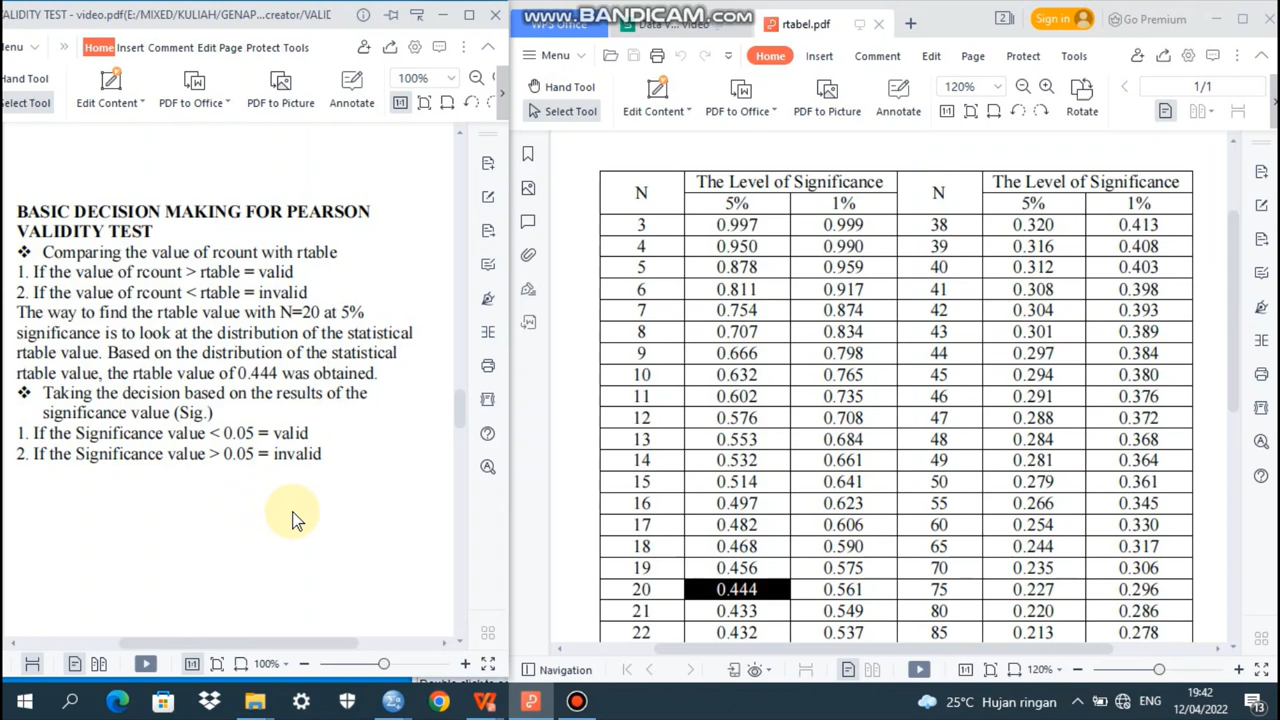 ALIDITY TEST - video.pdf(E:/MIXED/KULIAH/GENAP...creator/VALID
enu
Home Insert Comment Edit Page Protect Tools
Hand Tool
Select Tool
Edit Content
PDF to Office
PDF to Picture
Annotate
100%
BASIC DECISION MAKING FOR PEARSON
VALIDITY TEST
❖ Comparing the value of rcount with rtable
1. If the value of rcount > rtable = valid
2. If the value of rcount < rtable = invalid
The way to find the rtable value with N=20 at 5%
significance is to look at the distribution of the statistical
rtable value. Based on the distribution of the statistical
rtable value, the rtable value of 0.444 was obtained.
❖ Taking the decision based on the results of the
significance value (Sig.)
1. If the Significance value < 0.05 = valid
2. If the Significance value > 0.05 = invalid
100%
www.BANDICAM.com
WPS Office
rtabel.pdf
2
Sign in
Go Premium
Menu
Home Insert Comment Edit Page Protect Tools
Hand Tool
Select Tool
Edit Content
PDF to Office
PDF to Picture
Annotate
120%
Rotate
1/1
N The Level of Significance N The Level of Significance
5% 1% 5% 1%
3 0.997 0.999 38 0.320 0.413
4 0.950 0.990 39 0.316 0.408
5 0.878 0.959 40 0.312 0.403
6 0.811 0.917 41 0.308 0.398
7 0.754 0.874 42 0.304 0.393
8 0.707 0.834 43 0.301 0.389
9 0.666 0.798 44 0.297 0.384
10 0.632 0.765 45 0.294 0.380
11 0.602 0.735 46 0.291 0.376
12 0.576 0.708 47 0.288 0.372
13 0.553 0.684 48 0.284 0.368
14 0.532 0.661 49 0.281 0.364
15 0.514 0.641 50 0.279 0.361
16 0.497 0.623 55 0.266 0.345
17 0.482 0.606 60 0.254 0.330
18 0.468 0.590 65 0.244 0.317
19 0.456 0.575 70 0.235 0.306
20 0.444 0.561 75 0.227 0.296
21 0.433 0.549 80 0.220 0.286
22 0.432 0.537 85 0.213 0.278
Navigation
120%
25°C Hujan ringan
ENG
19:42
12/04/2022
13